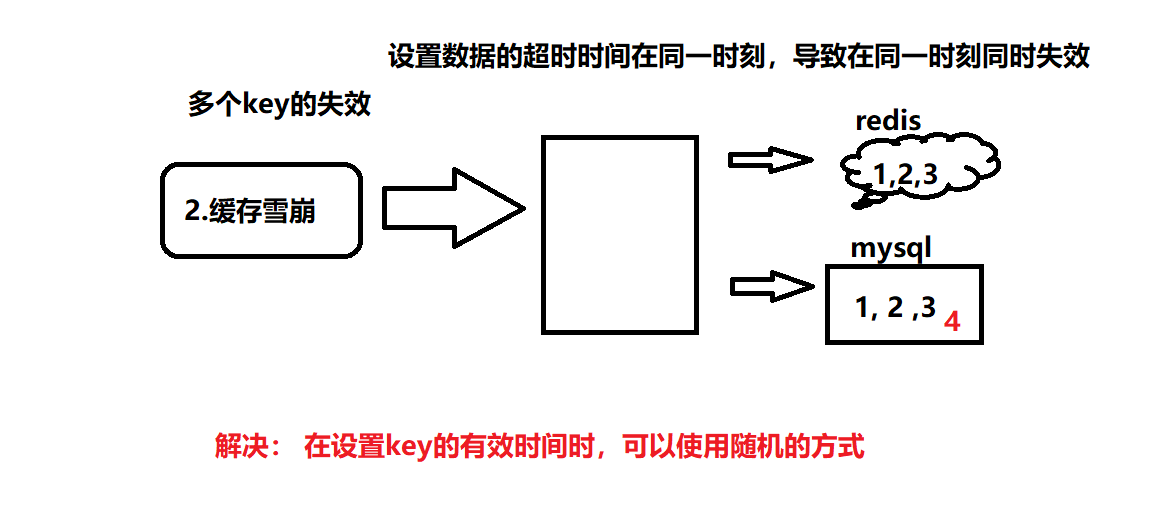 设置数据的超时时间在同一时刻，导致在同一时刻同时失效
多个key的失效
redis
1,2,3
2.缓存雪崩
mysql
1, 2 ,3 4
解决： 在设置key的有效时间时，可以使用随机的方式